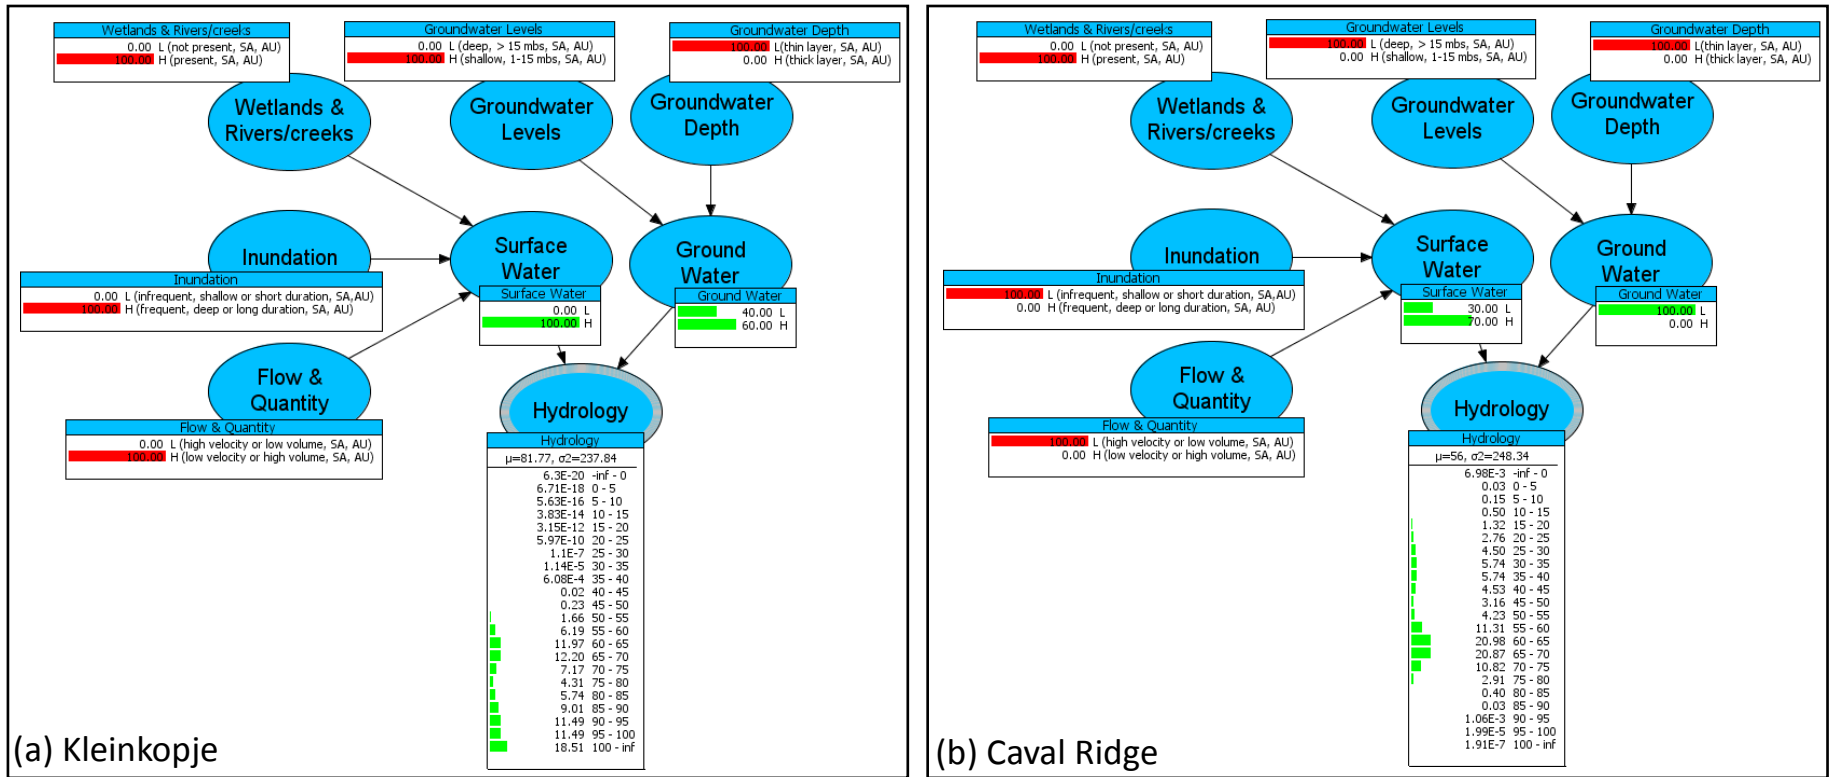 Wetlands & Rivers/creeks
0.00 L (not present, SA, AU)
100.00 H (present, SA, AU)
Groundwater Levels
0.00 L (deep, > 15 mbs, SA, AU)
100.00 H (shallow, 1-15 mbs, SA, AU)
Groundwater Depth
100.00 L(thin layer, SA, AU)
0.00 H (thick layer, SA, AU)
Wetlands &
Rivers/creeks
Groundwater
Levels
Groundwater
Depth
Inundation
Inundation
0.00 L (infrequent, shallow or short duration, SA,AU)
100.00 H (frequent, deep or long duration, SA, AU)
Surface
Water
Surface Water
0.00 L
100.00 H
Ground
Water
Ground Water
40.00 L
60.00 H
Flow &
Quantity
Flow & Quantity
0.00 L (high velocity or low volume, SA, AU)
100.00 H (low velocity or high volume, SA, AU)
Hydrology
Hydrology
μ=81.77, σ2=237.84
6.3E-20 -inf - 0
6.71E-18 0 - 5
5.63E-16 5 - 10
3.83E-14 10 - 15
3.15E-12 15 - 20
5.97E-10 20 - 25
1.1E-7 25 - 30
1.14E-5 30 - 35
6.08E-4 35 - 40
0.02 40 - 45
0.23 45 - 50
1.66 50 - 55
6.19 55 - 60
11.97 60 - 65
12.20 65 - 70
7.17 70 - 75
4.31 75 - 80
5.74 80 - 85
9.01 85 - 90
11.49 90 - 95
11.49 95 - 100
18.51 100 - inf
(a) Kleinkopje
Wetlands & Rivers/creeks
0.00 L (not present, SA, AU)
100.00 H (present, SA, AU)
Groundwater Levels
100.00 L (deep, > 15 mbs, SA, AU)
0.00 H (shallow, 1-15 mbs, SA, AU)
Groundwater Depth
100.00 L(thin layer, SA, AU)
0.00 H (thick layer, SA, AU)
Wetlands &
Rivers/creeks
Groundwater
Levels
Groundwater
Depth
Inundation
Inundation
100.00 L (infrequent, shallow or short duration, SA,AU)
0.00 H (frequent, deep or long duration, SA, AU)
Surface
Water
Surface Water
30.00 L
70.00 H
Ground
Water
Ground Water
100.00 L
0.00 H
Flow &
Quantity
Flow & Quantity
100.00 L (high velocity or low volume, SA, AU)
0.00 H (low velocity or high volume, SA, AU)
Hydrology
Hydrology
μ=56, σ2=248.34
6.98E-3 -inf - 0
0.03 0 - 5
0.15 5 - 10
0.50 10 - 15
1.32 15 - 20
2.76 20 - 25
4.50 25 - 30
5.74 30 - 35
5.74 35 - 40
4.53 40 - 45
3.16 45 - 50
4.23 50 - 55
11.31 55 - 60
20.98 60 - 65
20.87 65 - 70
10.82 70 - 75
2.91 75 - 80
0.40 80 - 85
0.03 85 - 90
1.06E-3 90 - 95
1.99E-5 95 - 100
1.91E-7 100 - inf
(b) Caval Ridge